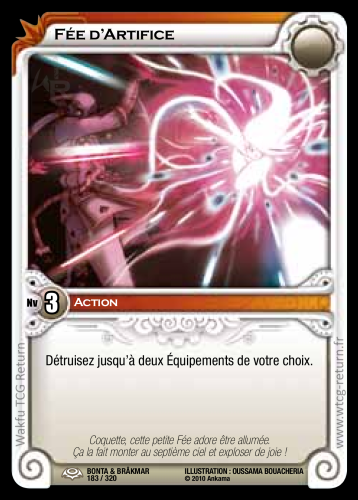 Fée d'Artifice
Nv 3 Action
Détruisez jusqu'à deux Équipements de votre choix.
Wakfu TCG Return
www.wtcg-return.fr
Coquette, cette petite Fée adore être allumée.
Ça la fait monter au septième ciel et exploser de joie !
BONTA & BRÂKMAR ILLUSTRATION : OUSSAMA BOUACHERIA
183 / 320 © 2010 Ankama